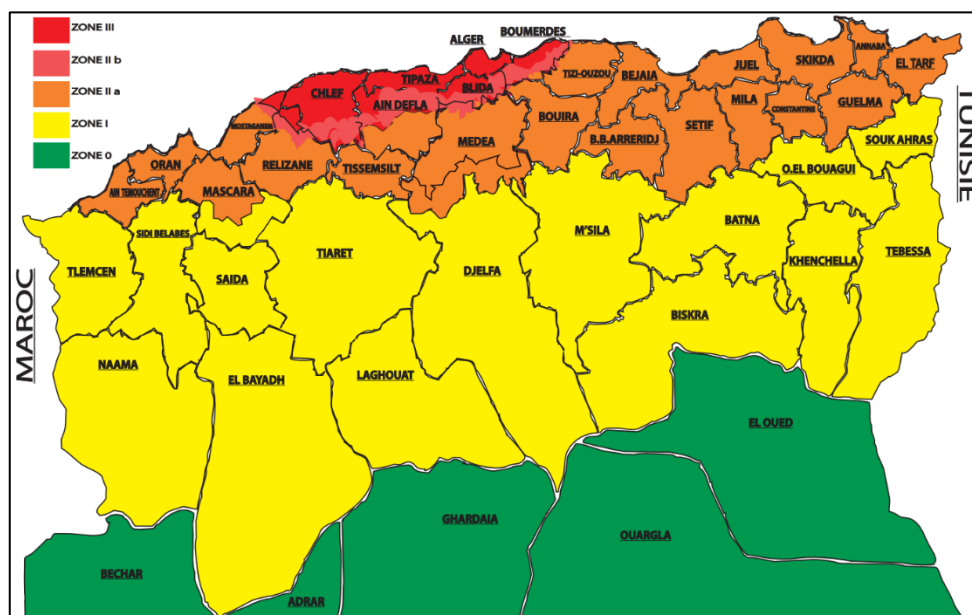 ZONE III
ZONE II b
ZONE II a
ZONE I
ZONE 0
BOUMERDES
ALGER
TIPAZA
CHLEF
BLIDA
AIN DEFLA
TIZI-OUZOU
BEJAIA
JIJEL
SKIKDA
ANNABA
EL TARF
MOSTAGANEM
BOUIRA
MILA
CONSTANTINE
GUELMA
SETIF
MEDEA
B.B.ARRERIDJ
SOUK AHRAS
ORAN
RELIZANE
TISSEMSILT
O.EL BOUAGUI
AIN TEMOUCHENT
MASCARA
TUNISIE
SIDI BELABES
BATNA
M'SILA
TIARET
TLEMCEN
SAIDA
DJELFA
KHENCHELLA
TEBESSA
MAROC
BISKRA
NAAMA
EL BAYADH
LAGHOUAT
EL OUED
GHARDAIA
OUARGLA
BECHAR
ADRAR